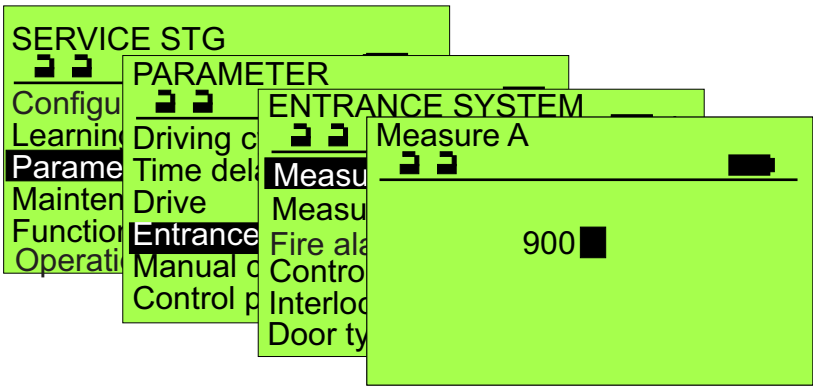 SERVICE STG
Configu
Learning
Parame
Mainten
Function
Operati
PARAMETER
Driving c
Time dela
Drive
Entrance
Manual c
Control p
ENTRANCE SYSTEM
Measu
Measu
Fire ala
Contro
Interloc
Door ty
Measure A
900